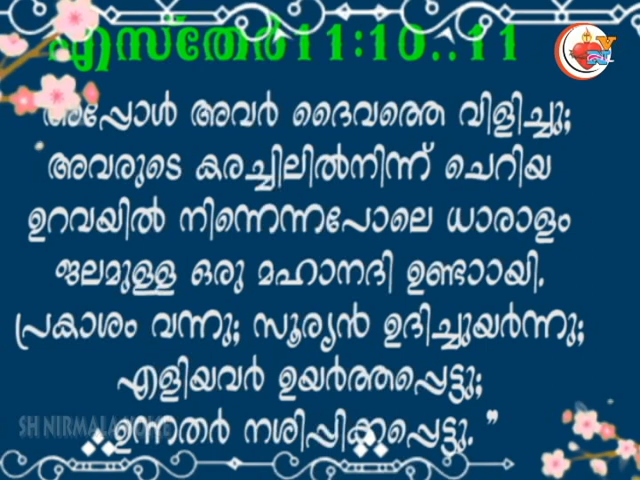 എസ്തേർ11:10..11
അപ്പോൾ അവർ ദൈവത്തെ വിളിച്ചു;
അവരുടെ കരച്ചിലിൽനിന്ന് ചെറിയ
ഉറവയിൽ നിന്നെന്നപോലെ ധാരാളം
ജലമുള്ള ഒരു മഹാനദി ഉണ്ടാായി.
പ്രകാശം വന്നു; സൂര്യൻ ഉദിച്ചുയർന്നു;
എളിയവർ ഉയർത്തപ്പെട്ടു;
ഉന്നതർ നശിപ്പിക്കപ്പെട്ടു. ”
SH NIRMALA